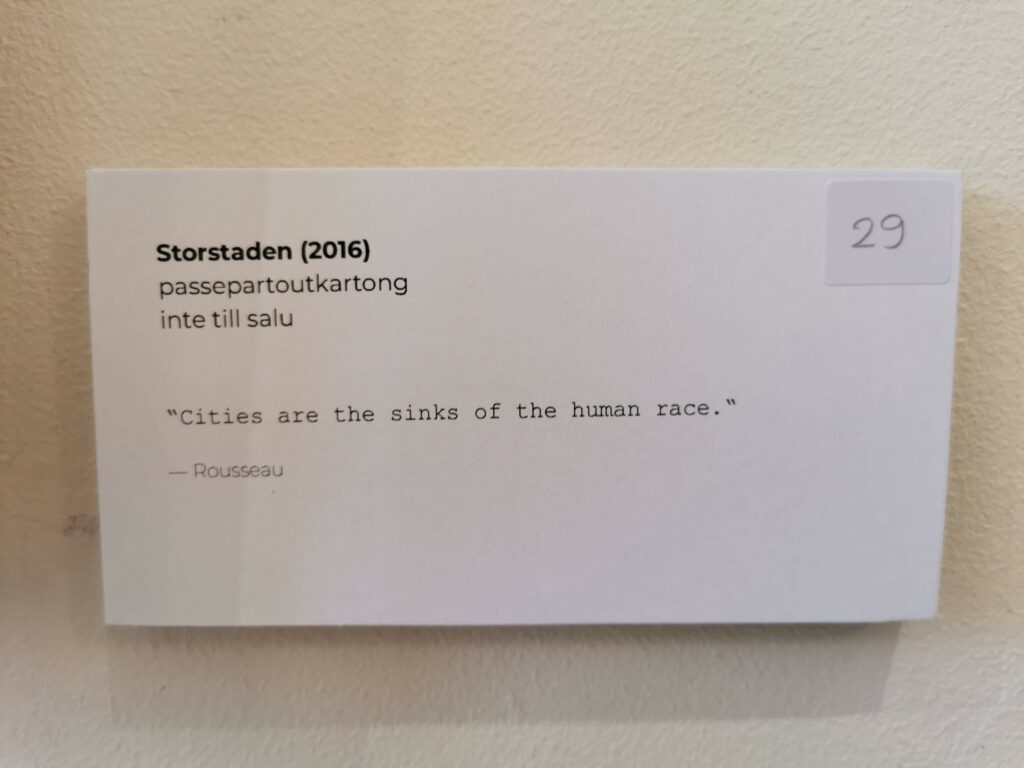 Storstaden (2016)
29
passepartoutkartong
inte till salu
"Cities are the sinks of the human race."
— Rousseau